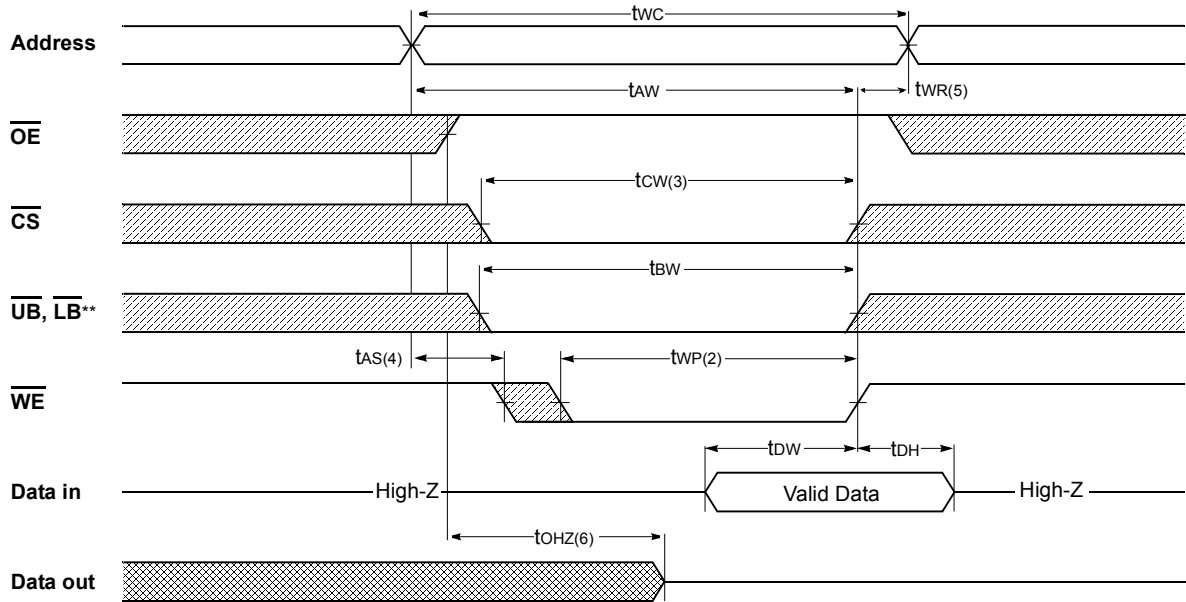 tWC
Address
tAW
tWR(5)
OE
tCW(3)
CS
tBW
UB, LB**
tAS(4)
tWP(2)
WE
tDW
tDH
Data in
High-Z
Valid Data
High-Z
tOHZ(6)
Data out